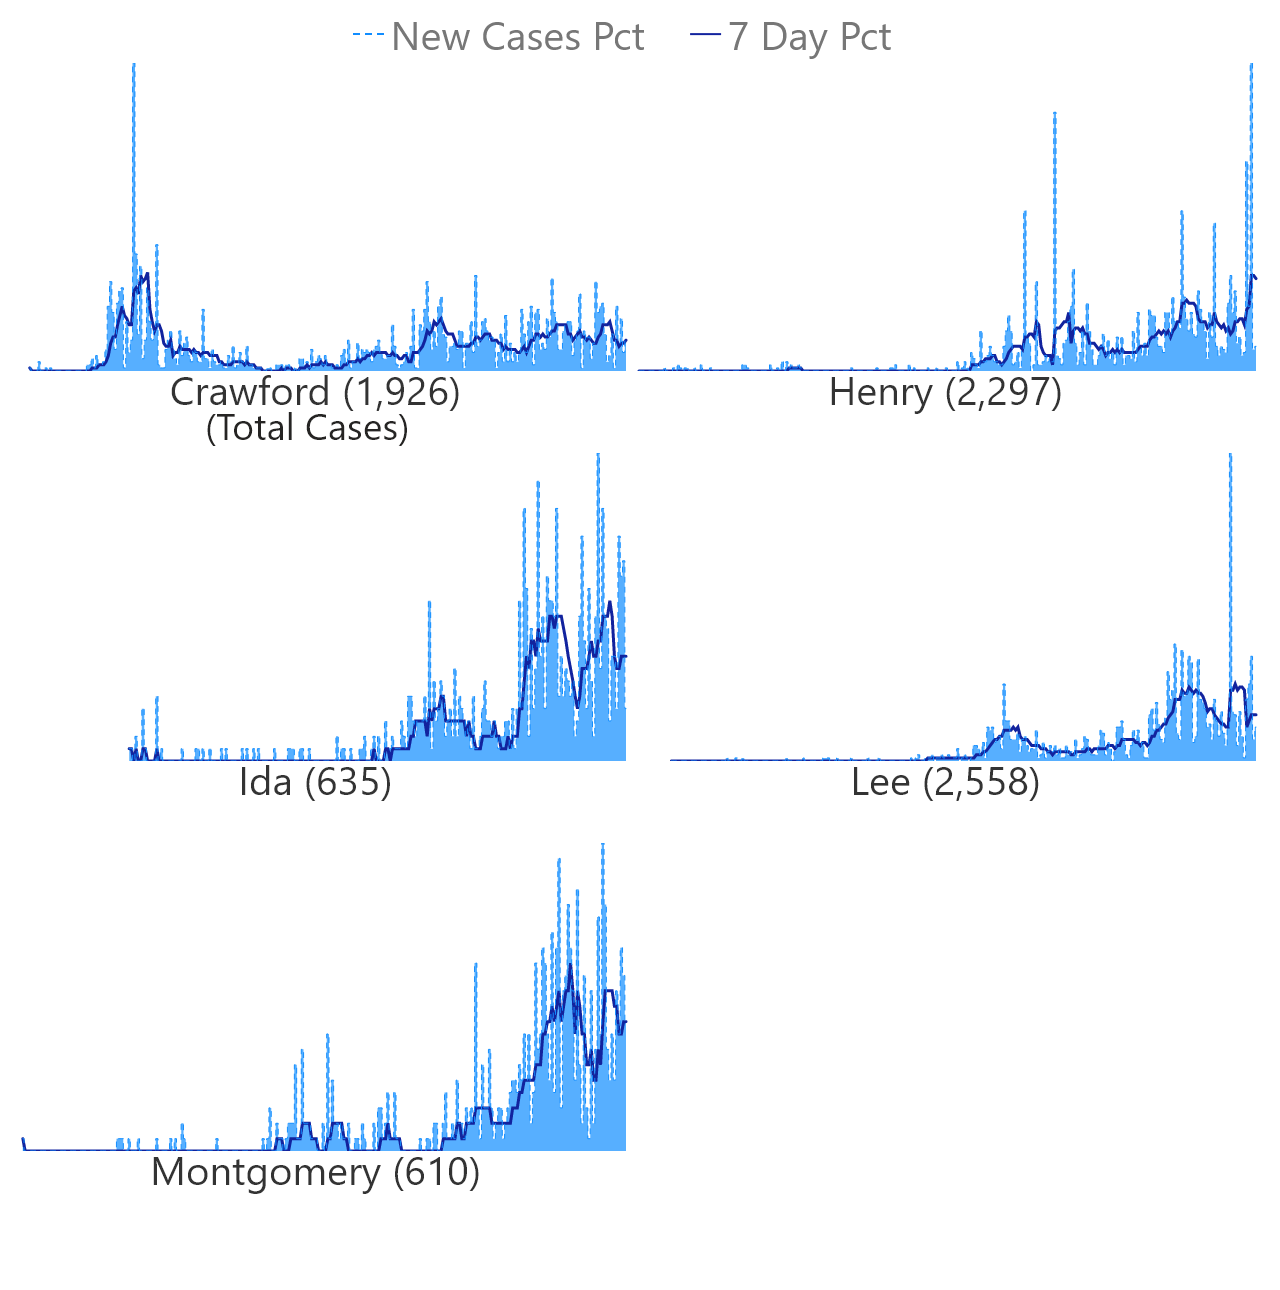 New Cases Pct 7 Day Pct
Crawford (1,926)
(Total Cases)
Henry (2,297)
Ida (635)
Lee (2,558)
Montgomery (610)